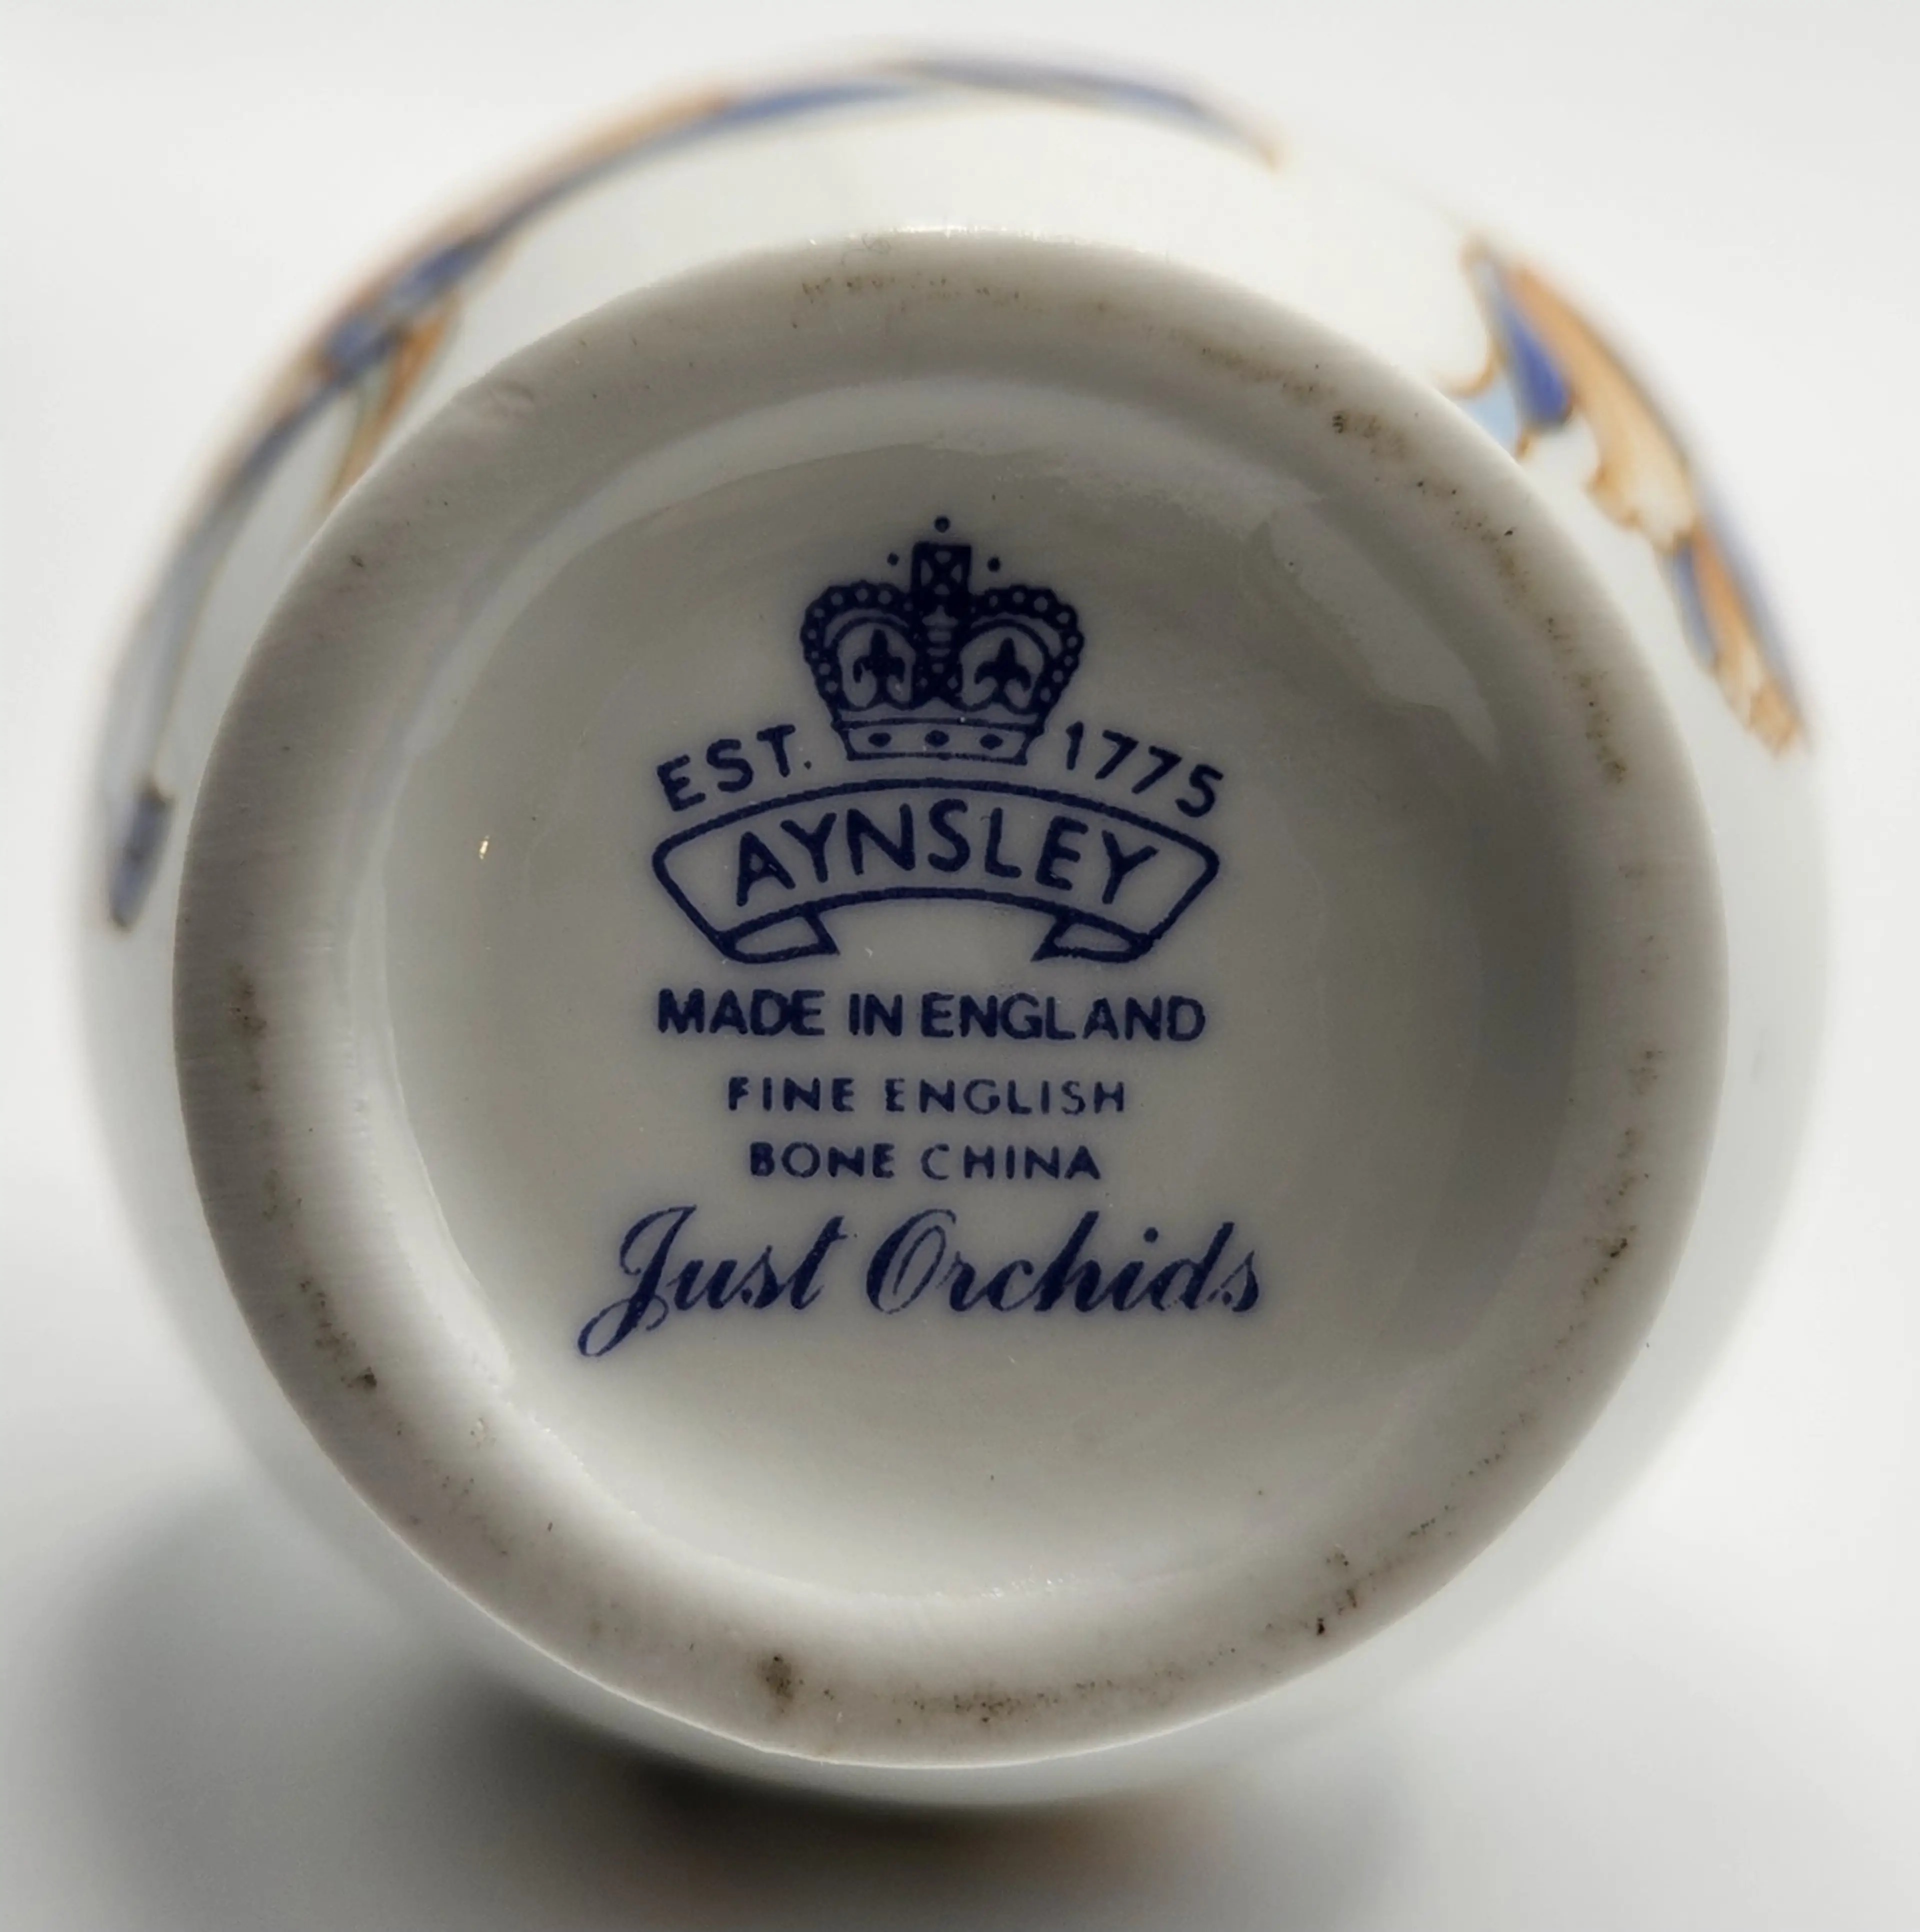 EST. 1775
AYNSLEY
MADE IN ENGLAND
FINE ENGLISH
BONE CHINA
Just Orchids